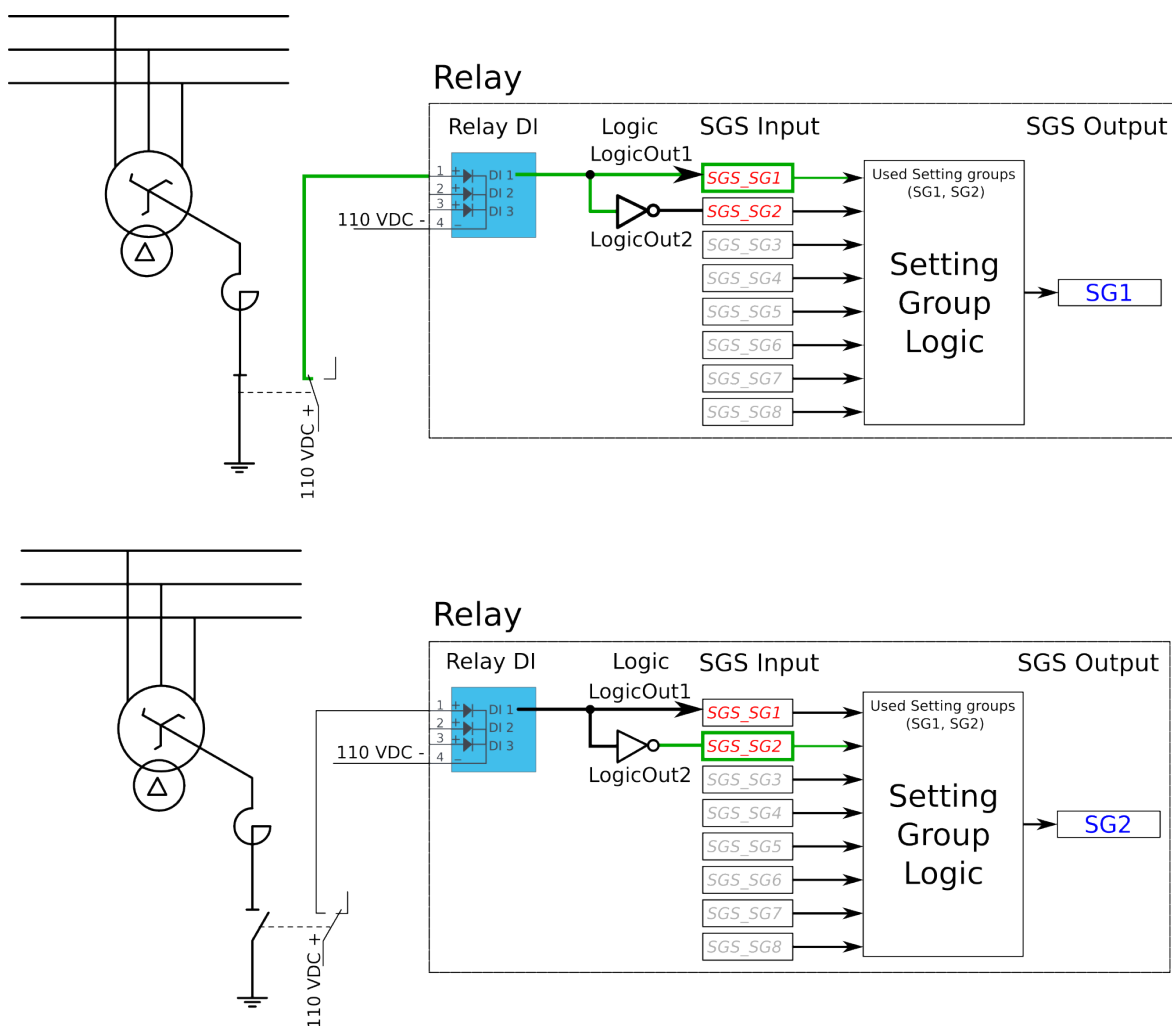 Relay
Relay DI
Logic
SGS Input
SGS Output
LogicOut1
1 +
2 +
3 +
4 −
DI 1
DI 2
DI 3
110 VDC -
LogicOut2
SGS_SG1
SGS_SG2
SGS_SG3
SGS_SG4
SGS_SG5
SGS_SG6
SGS_SG7
SGS_SG8
Used Setting groups
(SG1, SG2)
Setting
Group
Logic
SG1
110 VDC +
Relay
Relay DI
Logic
SGS Input
SGS Output
LogicOut1
1 +
2 +
3 +
4 −
DI 1
DI 2
DI 3
110 VDC -
LogicOut2
SGS_SG1
SGS_SG2
SGS_SG3
SGS_SG4
SGS_SG5
SGS_SG6
SGS_SG7
SGS_SG8
Used Setting groups
(SG1, SG2)
Setting
Group
Logic
SG2
110 VDC +